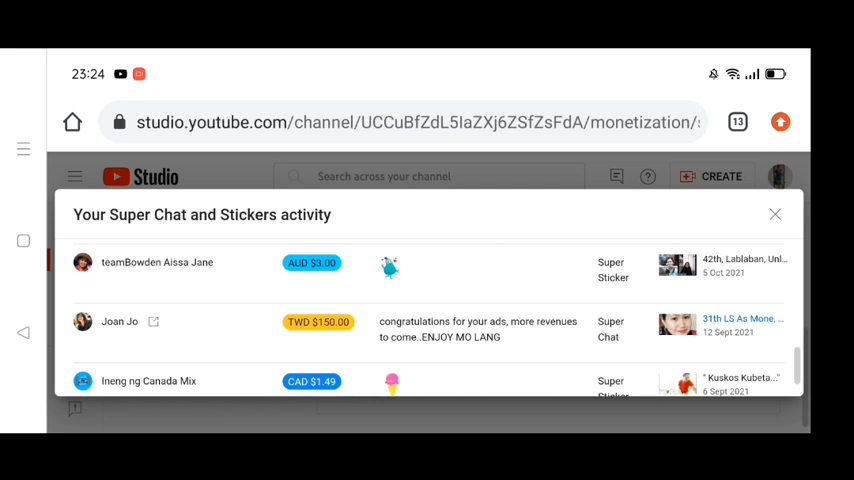 23:24
13
studio.youtube.com/channel/UCCuBfZdL5IaZXj6ZSfZsFdA/monetization/s
Studio
Search across your channel
CREATE
Your Super Chat and Stickers activity
teamBowden Aissa Jane
AUD $3.00
Super
Sticker
42th, Lablaban, Unl...
5 Oct 2021
Joan Jo
TWD $150.00
congratulations for your ads, more revenues
to come..ENJOY MO LANG
Super
Chat
31th LS As Mone, ...
12 Sept 2021
Ineng ng Canada Mix
CAD $1.49
Super
Sticker
" Kuskos Kubeta..."
6 Sept 2021